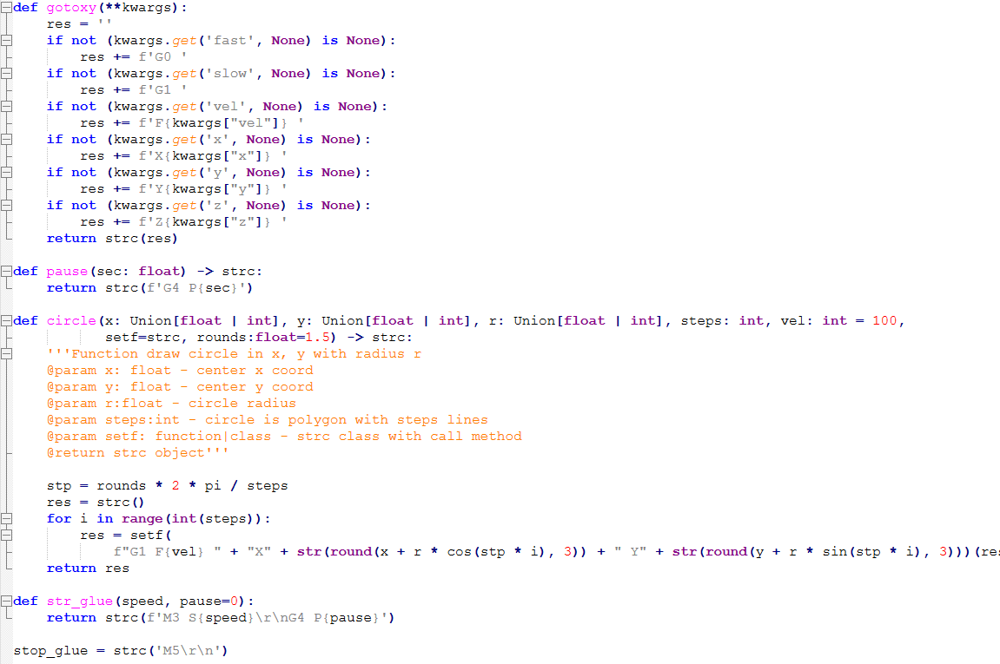 def gotoxy(**kwargs):
    res = ''
    if not (kwargs.get('fast', None) is None):
        res += f'G0 '
    if not (kwargs.get('slow', None) is None):
        res += f'G1 '
    if not (kwargs.get('vel', None) is None):
        res += f'F{kwargs["vel"]} '
    if not (kwargs.get('x', None) is None):
        res += f'X{kwargs["x"]} '
    if not (kwargs.get('y', None) is None):
        res += f'Y{kwargs["y"]} '
    if not (kwargs.get('z', None) is None):
        res += f'Z{kwargs["z"]} '
    return strc(res)

def pause(sec: float) -> strc:
    return strc(f'G4 P{sec}')

def circle(x: Union[float | int], y: Union[float | int], r: Union[float | int], steps: int, vel: int = 100,
           setf=strc, rounds:float=1.5) -> strc:
    '''Function draw circle in x, y with radius r
    @param x: float - center x coord
    @param y: float - center y coord
    @param r:float - circle radius
    @param steps:int - circle is polygon with steps lines
    @param setf: function|class - strc class with call method
    @return strc object'''

    stp = rounds * 2 * pi / steps
    res = strc()
    for i in range(int(steps)):
        res = setf(
            f"G1 F{vel} " + "X" + str(round(x + r * cos(stp * i), 3)) + " Y" + str(round(y + r * sin(stp * i), 3)))(res
    return res

def str_glue(speed, pause=0):
    return strc(f'M3 S{speed}\r\nG4 P{pause}')

stop_glue = strc('M5\r\n')